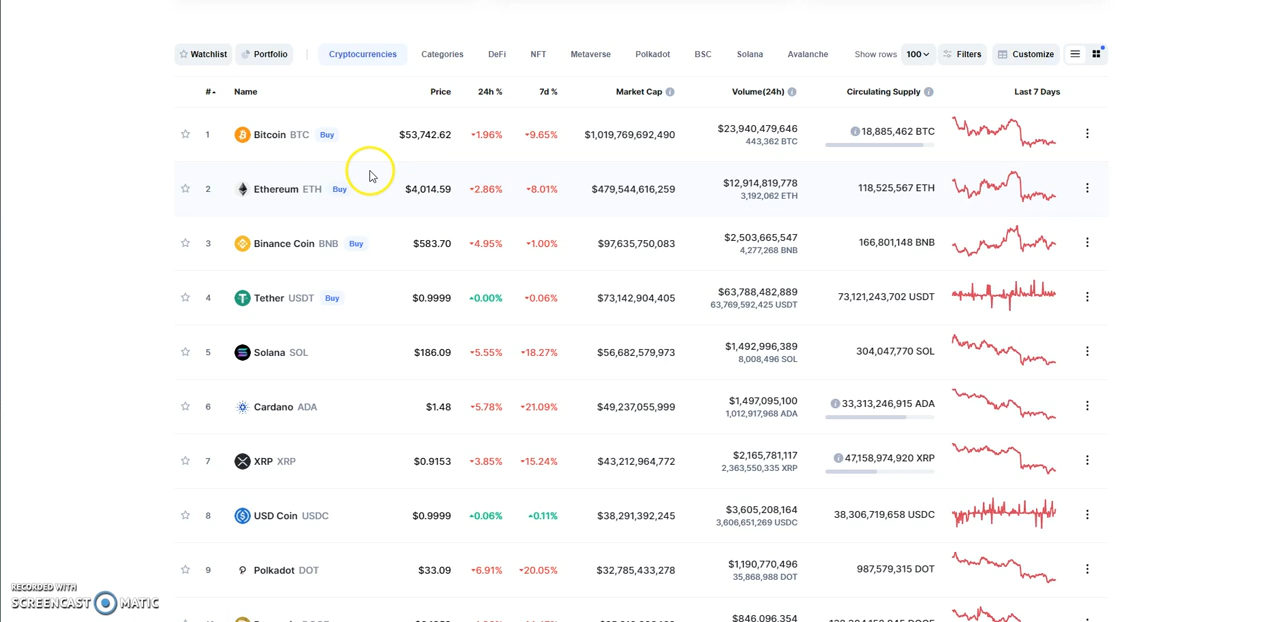 Watchlist Portfolio Cryptocurrencies Categories DeFi NFT Metaverse Polkadot BSC Solana Avalanche Show rows 100 Filters Customize
# Name Price 24h % 7d % Market Cap Volume(24h) Circulating Supply Last 7 Days
1 Bitcoin BTC Buy $53,742.62 1.96% 9.65% $1,019,769,692,490 $23,940,479,646 18,885,462 BTC
443,362 BTC
2 Ethereum ETH Buy $4,014.59 2.86% 8.01% $479,544,616,259 $12,914,819,778 118,525,567 ETH
3,192,062 ETH
3 Binance Coin BNB Buy $583.70 4.95% 1.00% $97,635,750,083 $2,503,665,547 166,801,148 BNB
4,277,268 BNB
4 Tether USDT Buy $0.9999 0.00% 0.06% $73,142,904,405 $63,788,482,889 73,121,243,702 USDT
63,769,592,425 USDT
5 Solana SOL $186.09 5.55% 18.27% $56,682,579,973 $1,492,996,389 304,047,770 SOL
8,008,496 SOL
6 Cardano ADA $1.48 5.78% 21.09% $49,237,055,999 $1,497,095,100 33,313,246,915 ADA
1,012,917,968 ADA
7 XRP XRP $0.9153 3.85% 15.24% $43,212,964,772 $2,165,781,117 47,158,974,920 XRP
2,363,550,335 XRP
8 USD Coin USDC $0.9999 0.06% 0.11% $38,291,392,245 $3,605,208,164 38,306,719,658 USDC
3,606,651,269 USDC
9 Polkadot DOT $33.09 6.91% 20.05% $32,785,433,278 $1,190,770,496 987,579,315 DOT
35,868,988 DOT
RECORDED WITH
SCREENCAST MATIC
$846,096,354